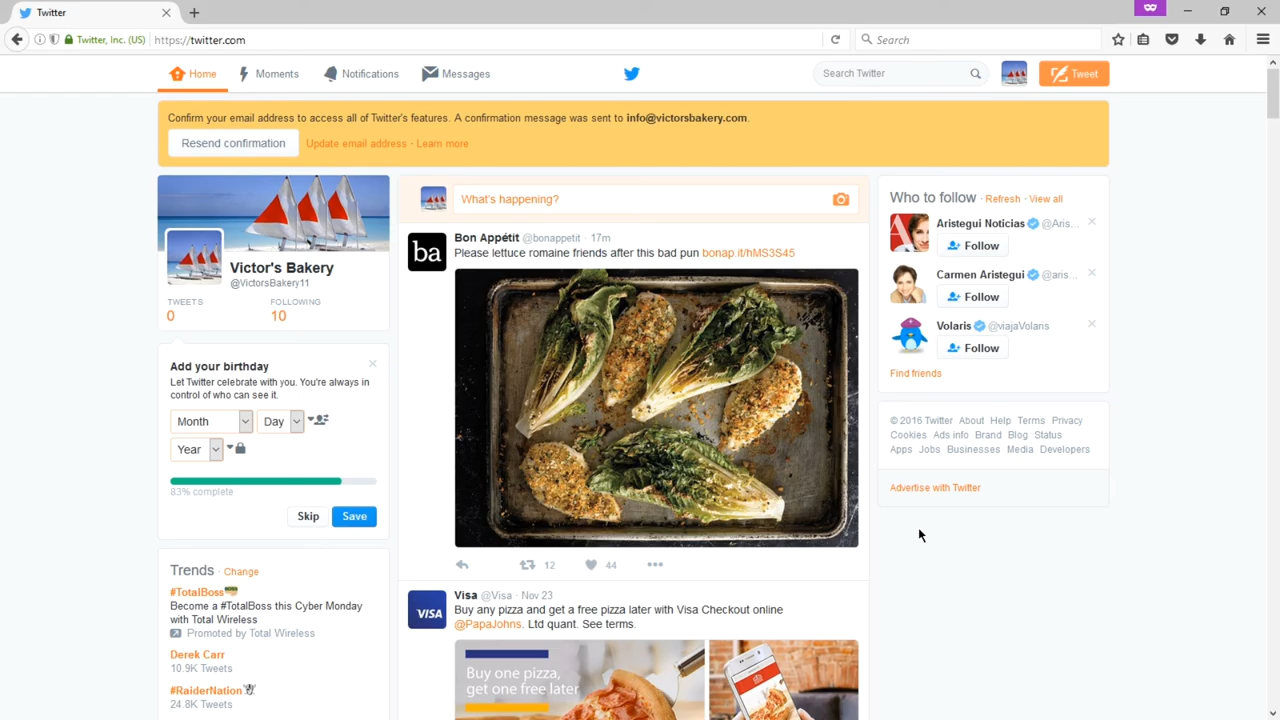 Twitter
Twitter, Inc. (US)
https://twitter.com
Search
Home
Moments
Notifications
Messages
Search Twitter
Tweet
Confirm your email address to access all of Twitter's features. A confirmation message was sent to info@victorsbakery.com.
Resend confirmation
Update email address · Learn more
Victor's Bakery
@VictorsBakery11
TWEETS
FOLLOWING
0
10
Add your birthday
Let Twitter celebrate with you. You're always in
control of who can see it.
Month
Day
Year
83% complete
Skip
Save
Trends · Change
#TotalBoss
Become a #TotalBoss this Cyber Monday
with Total Wireless
Promoted by Total Wireless
Derek Carr
10.9K Tweets
#RaiderNation
24.8K Tweets
What's happening?
ba
Bon Appétit @bonappetit · 17m
Please lettuce romaine friends after this bad pun bonap.it/hMS3S45
12
44
VISA
Visa @Visa · Nov 23
Buy any pizza and get a free pizza later with Visa Checkout online
@PapaJohns. Ltd quant. See terms.
Buy one pizza,
get one free later
Who to follow · Refresh · View all
Aristegui Noticias @Aris...
Follow
Carmen Aristegui @aris...
Follow
Volaris @viajaVolaris
Follow
Find friends
© 2016 Twitter About Help Terms Privacy
Cookies Ads info Brand Blog Status
Apps Jobs Businesses Media Developers
Advertise with Twitter